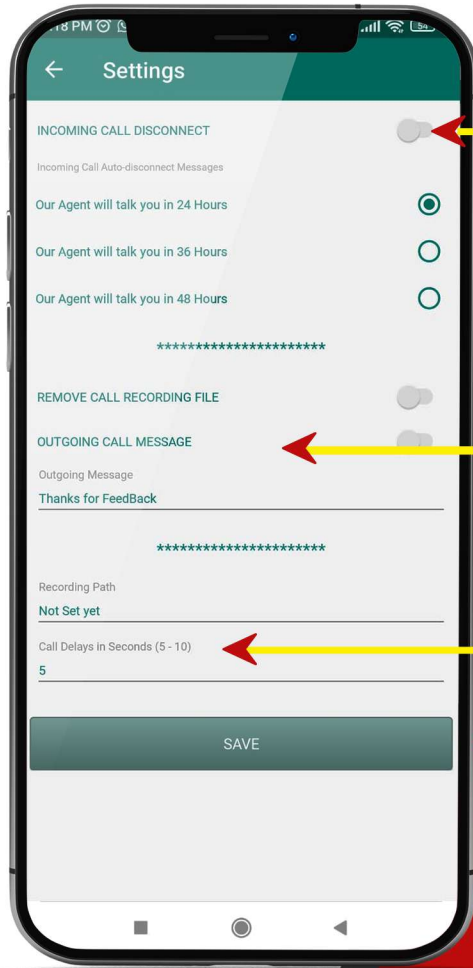 :18 PM
54
Settings
INCOMING CALL DISCONNECT
Incoming Call Auto-disconnect Messages
Our Agent will talk you in 24 Hours
Our Agent will talk you in 36 Hours
Our Agent will talk you in 48 Hours
***********************
REMOVE CALL RECORDING FILE
OUTGOING CALL MESSAGE
Outgoing Message
Thanks for FeedBack
***********************
Recording Path
Not Set yet
Call Delays in Seconds (5 - 10)
5
SAVE